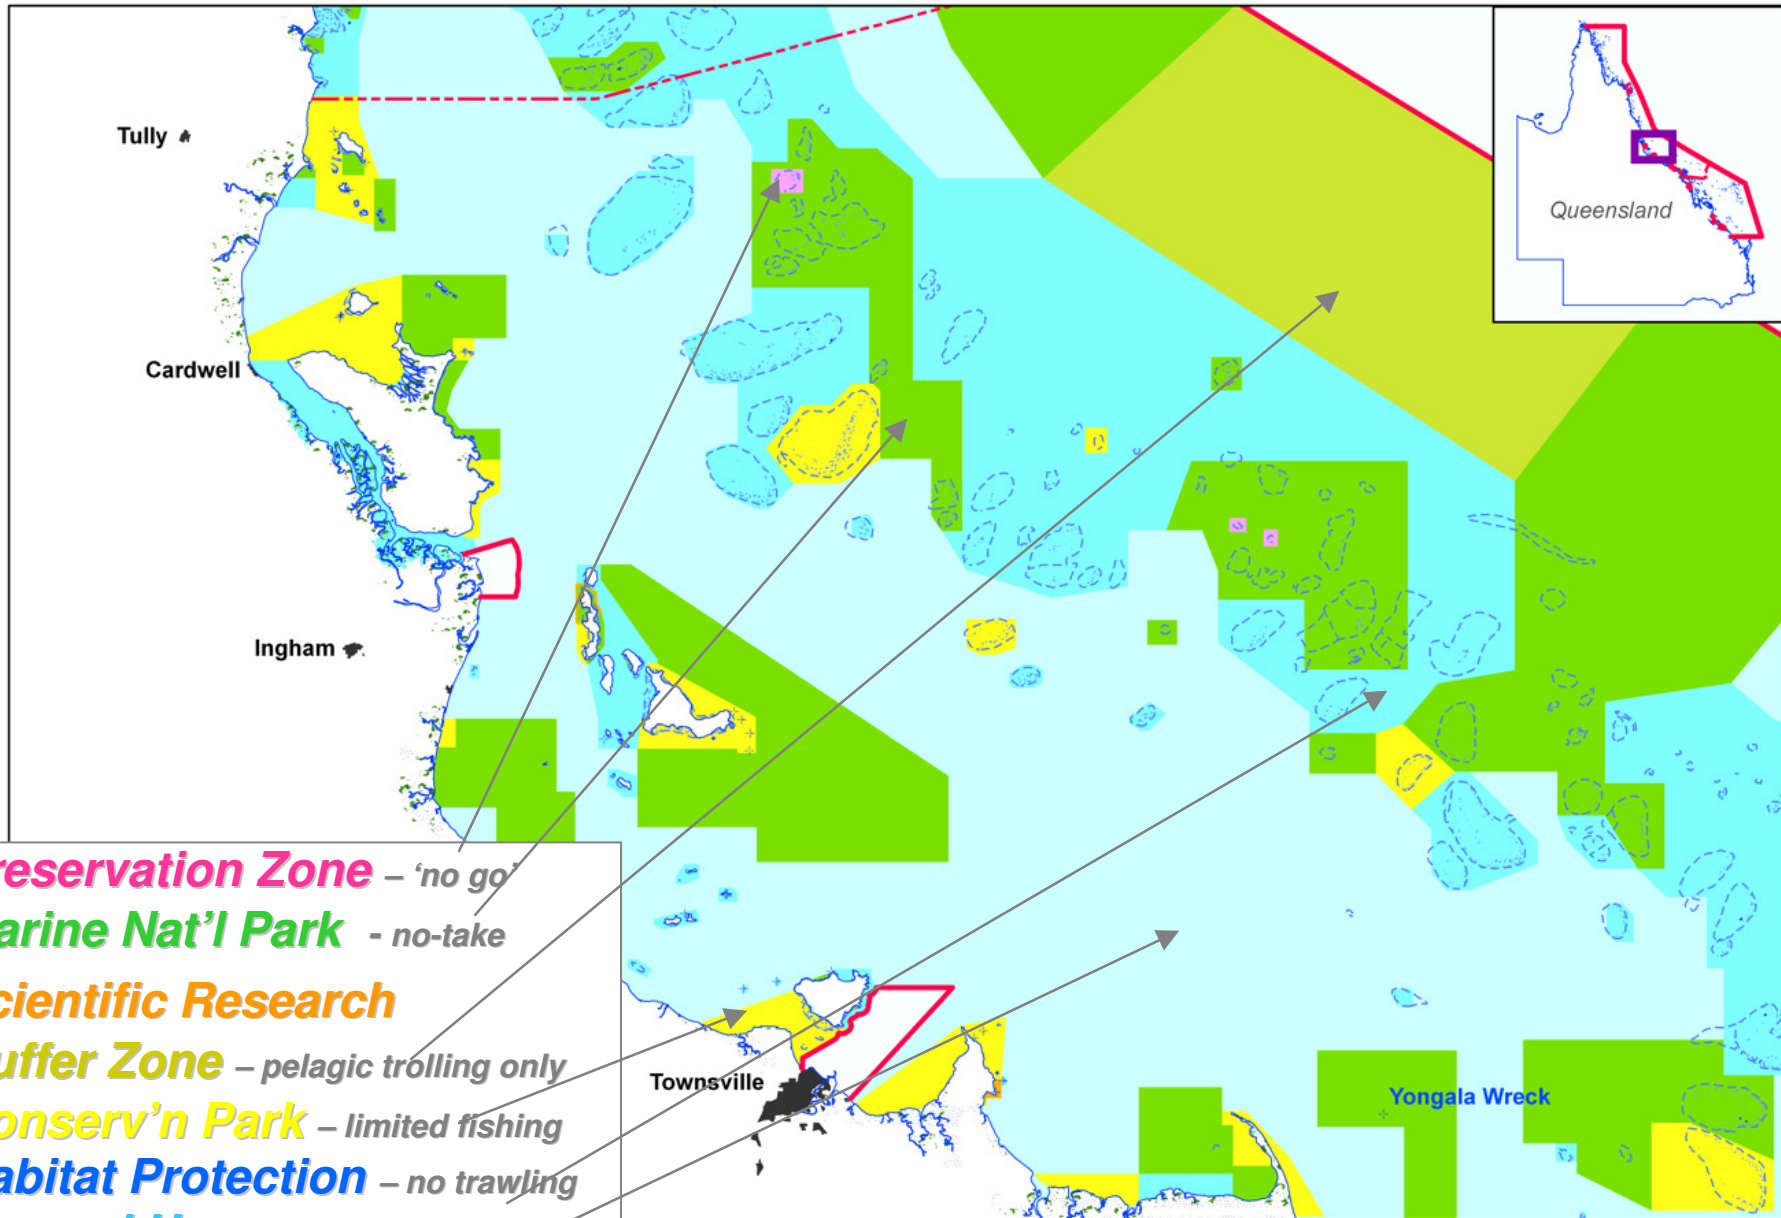 Tully
Queensland
Cardwell
Ingham
reservation Zone – 'no go'
arine Nat'l Park - no-take
cientific Research
uffer Zone – pelagic trolling only
onserv'n Park – limited fishing
abitat Protection – no trawling
Townsville
Yongala Wreck